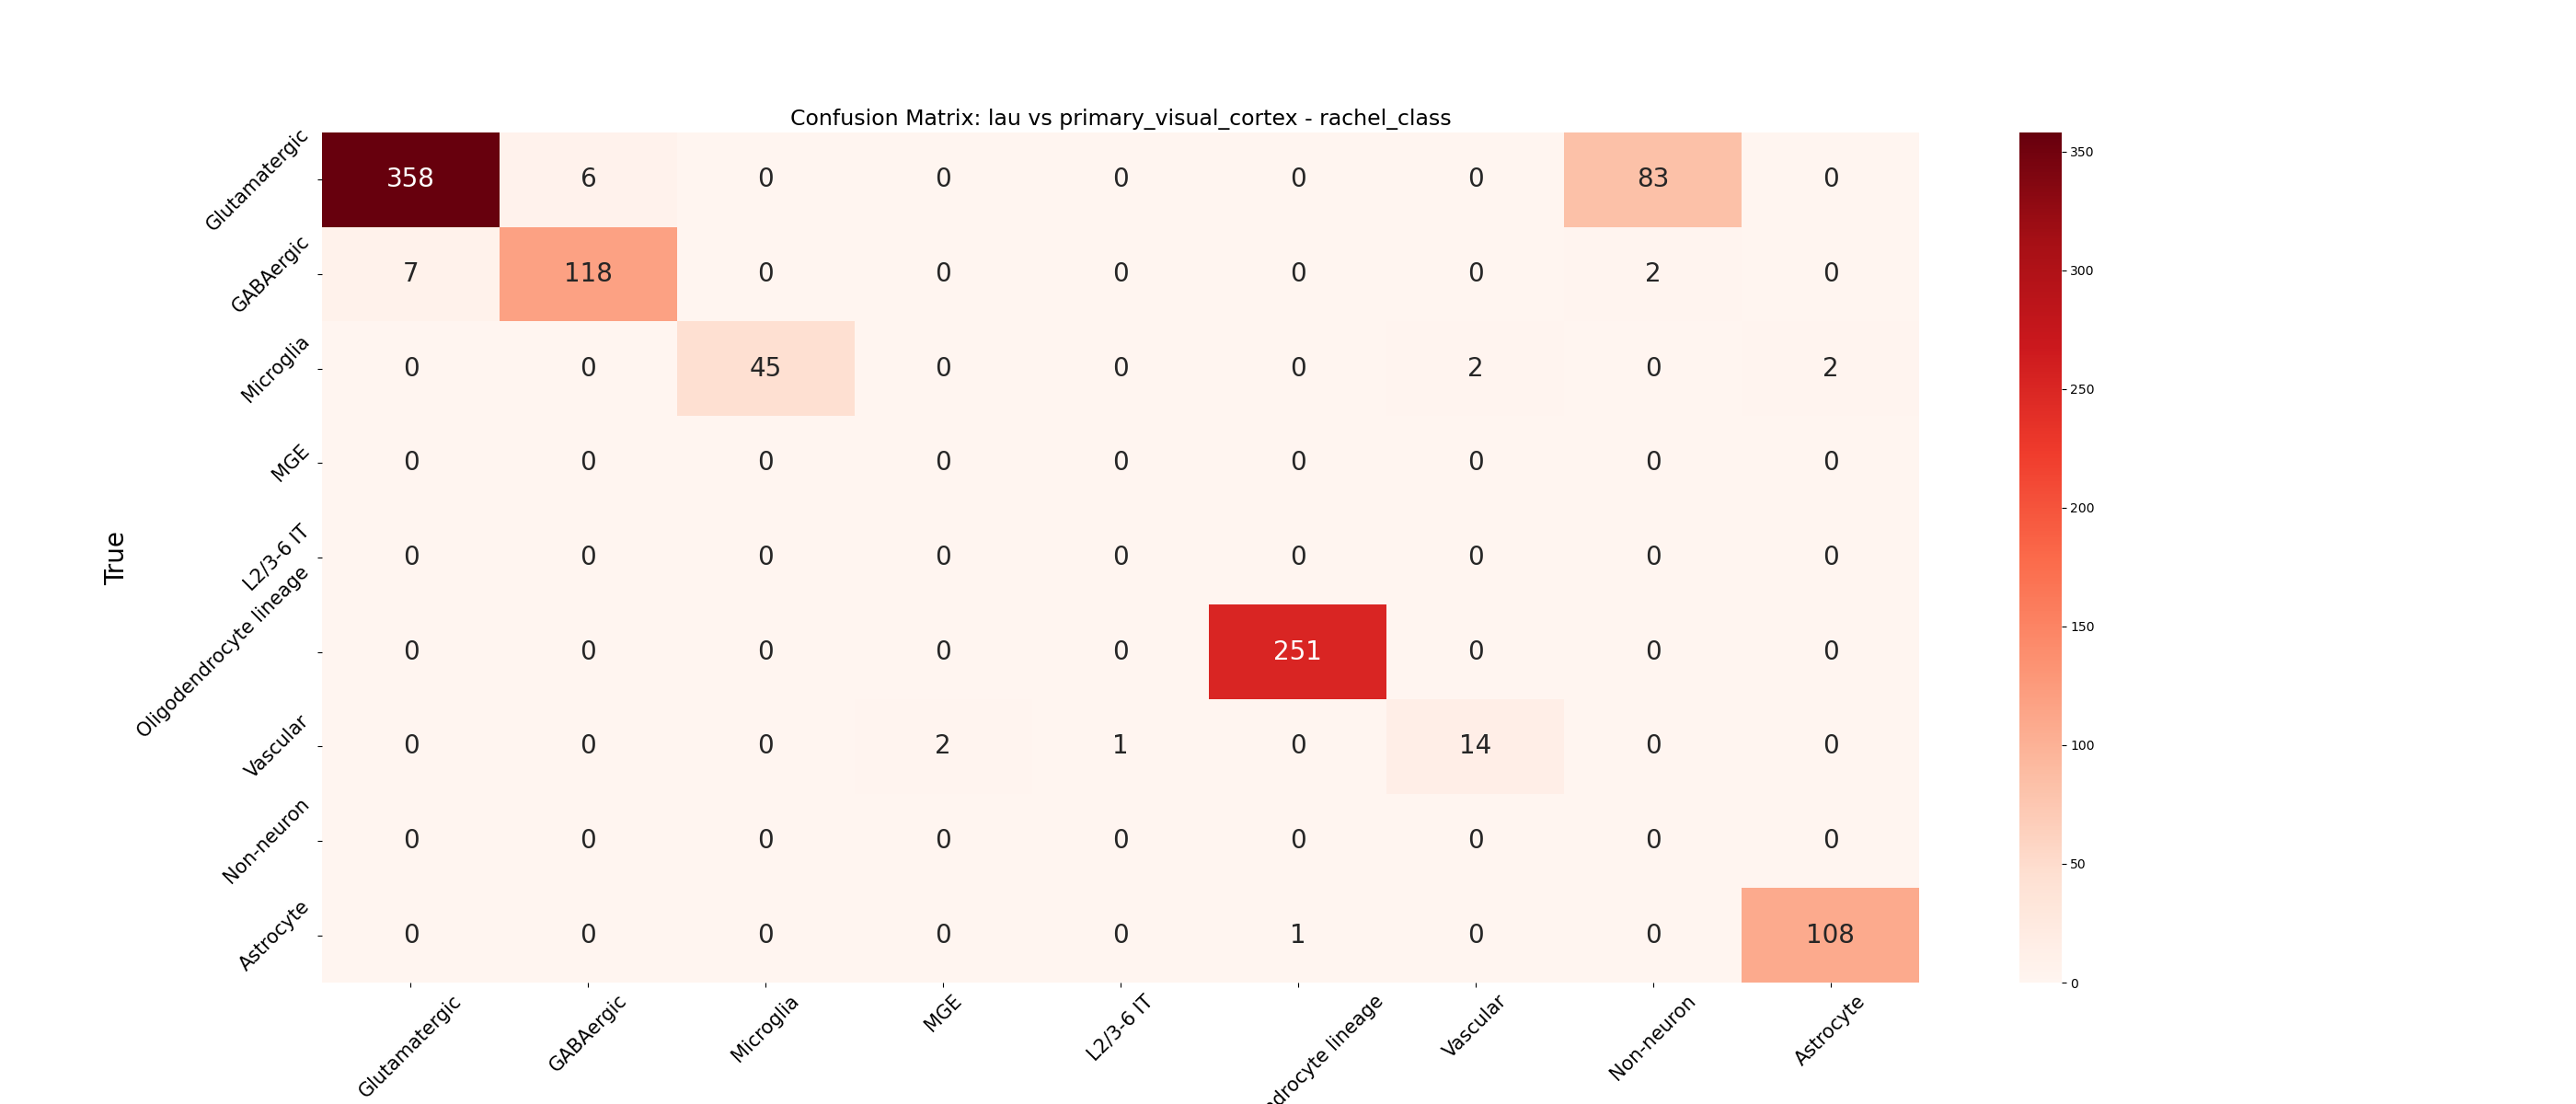 Confusion Matrix: lau vs primary_visual_cortex - rachel_class
True
Glutamatergic 358 6 0 0 0 0 0 83 0
GABAergic 7 118 0 0 0 0 0 2 0
Microglia 0 0 45 0 0 0 2 0 2
MGE 0 0 0 0 0 0 0 0 0
L2/3-6 IT 0 0 0 0 0 0 0 0 0
Oligodendrocyte lineage 0 0 0 0 0 251 0 0 0
Vascular 0 0 0 2 1 0 14 0 0
Non-neuron 0 0 0 0 0 0 0 0 0
Astrocyte 0 0 0 0 0 1 0 0 108
Glutamatergic
GABAergic
Microglia
MGE
L2/3-6 IT
lineage
Vascular
Non-neuron
Astrocyte
350
300
250
200
150
100
50
0